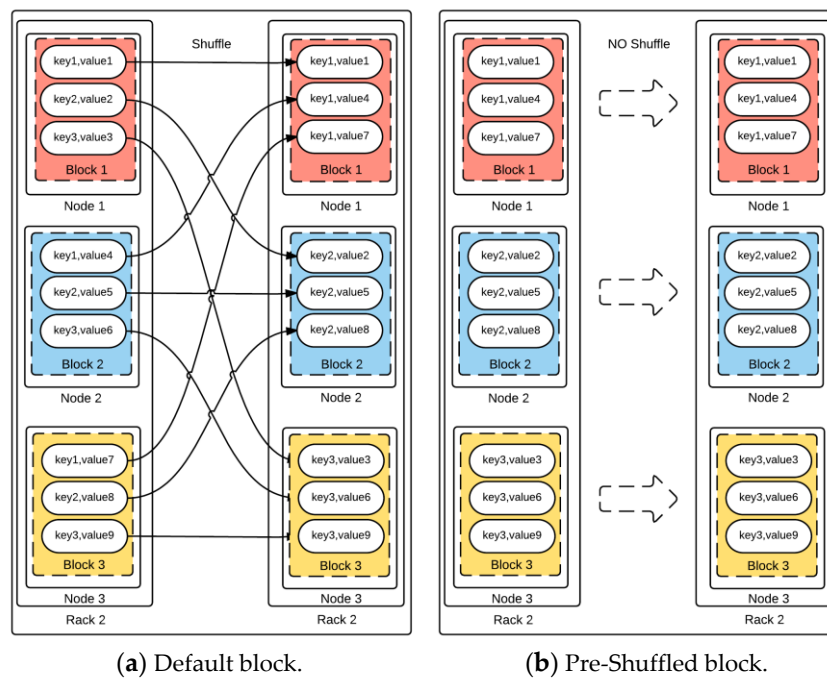 Shuffle
key1,value1
key2,value2
key3,value3
Block 1
Node 1
key1,value4
key2,value5
key3,value6
Block 2
Node 2
key1,value7
key2,value8
key3,value9
Block 3
Node 3
Rack 2
key1,value1
key1,value4
key1,value7
Block 1
Node 1
key2,value2
key2,value5
key2,value8
Block 2
Node 2
key3,value3
key3,value6
key3,value9
Block 3
Node 3
Rack 2
(a) Default block.
NO Shuffle
key1,value1
key1,value4
key1,value7
Block 1
Node 1
key2,value2
key2,value5
key2,value8
Block 2
Node 2
key3,value3
key3,value6
key3,value9
Block 3
Node 3
Rack 2
key1,value1
key1,value4
key1,value7
Block 1
Node 1
key2,value2
key2,value5
key2,value8
Block 2
Node 2
key3,value3
key3,value6
key3,value9
Block 3
Node 3
Rack 2
(b) Pre-Shuffled block.